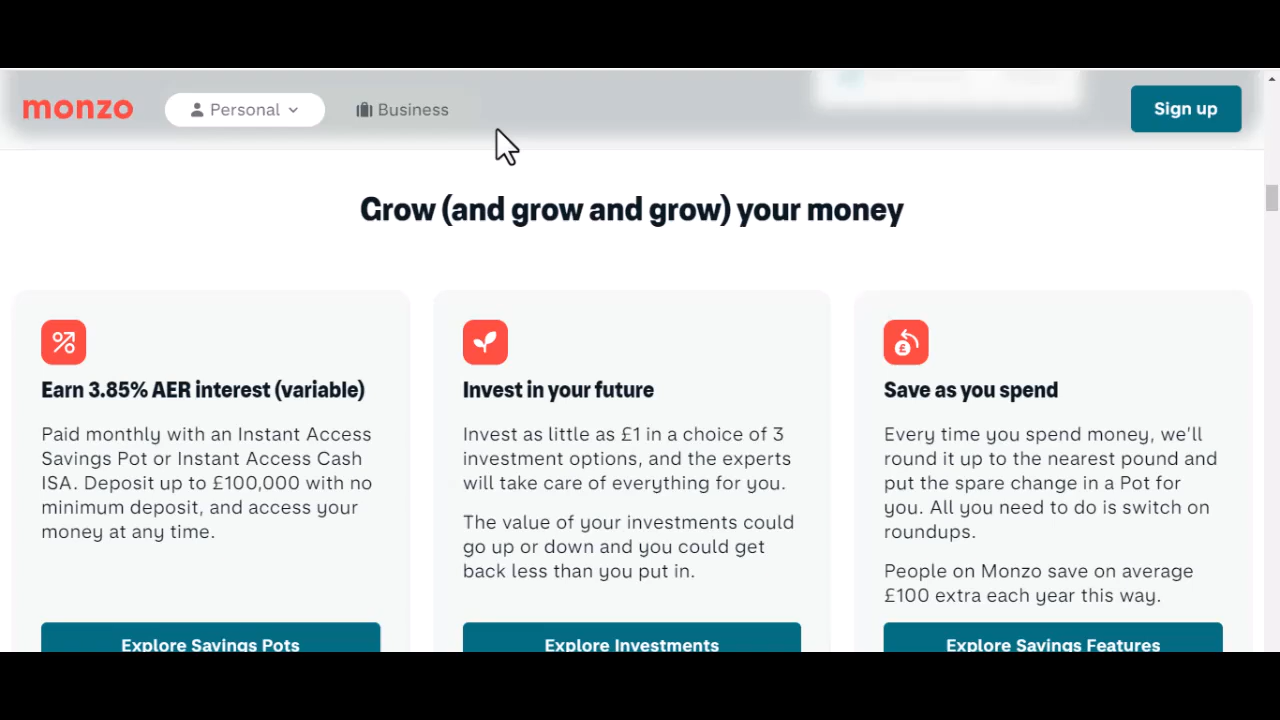 monzo
Personal
Business
Sign up
Grow (and grow and grow) your money
Earn 3.85% AER interest (variable)
Paid monthly with an Instant Access
Savings Pot or Instant Access Cash
ISA. Deposit up to £100,000 with no
minimum deposit, and access your
money at any time.
Explore Savings Pots
Invest in your future
Invest as little as £1 in a choice of 3
investment options, and the experts
will take care of everything for you.
The value of your investments could
go up or down and you could get
back less than you put in.
Explore Investments
Save as you spend
Every time you spend money, we’ll
round it up to the nearest pound and
put the spare change in a Pot for
you. All you need to do is switch on
roundups.
People on Monzo save on average
£100 extra each year this way.
Explore Savings Features